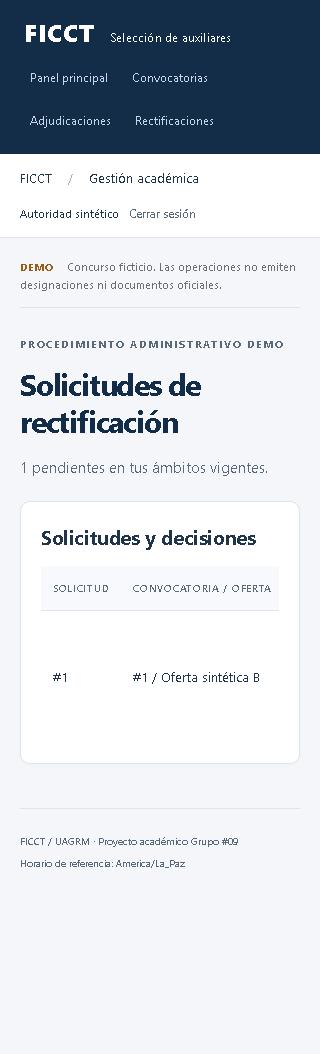 FICCT Selección de auxiliares
Panel principal Convocatorias
Adjudicaciones Rectificaciones
FICCT / Gestión académica
Autoridad sintético Cerrar sesión
DEMO Concurso ficticio. Las operaciones no emiten
designaciones ni documentos oficiales.
PROCEDIMIENTO ADMINISTRATIVO DEMO
Solicitudes de
rectificación
1 pendientes en tus ámbitos vigentes.
Solicitudes y decisiones
SOLICITUD CONVOCATORIA / OFERTA
#1 #1 / Oferta sintética B
FICCT / UAGRM · Proyecto académico Grupo #09
Horario de referencia: America/La_Paz